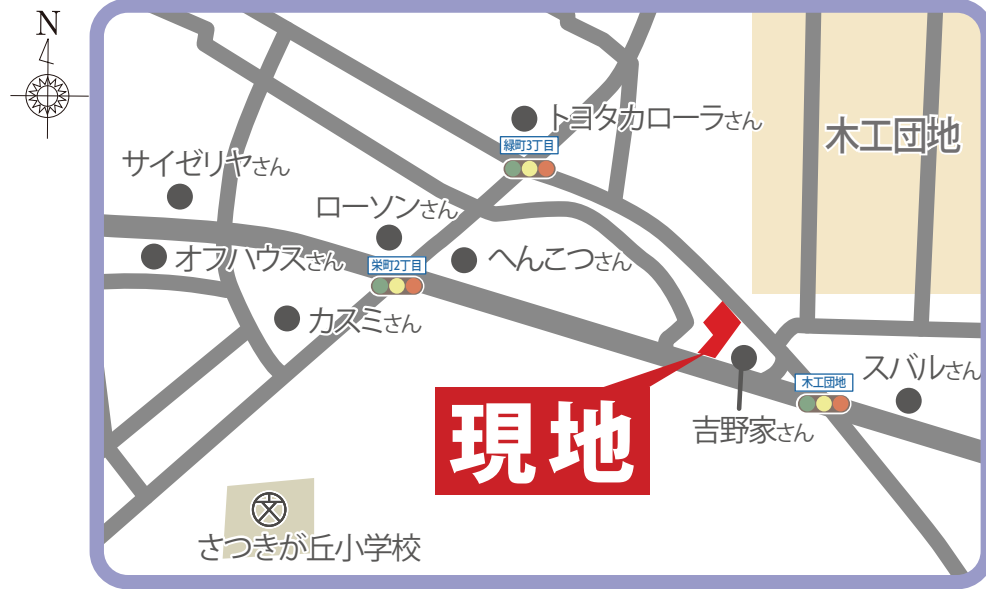 N
トヨタカローラさん
緑町3丁目
木工団地
サイゼリヤさん
ローソンさん
オフハウスさん
栄町2丁目
へんこつさん
カスミさん
スバルさん
木工団地
現地
吉野家さん
文
さつきが丘小学校